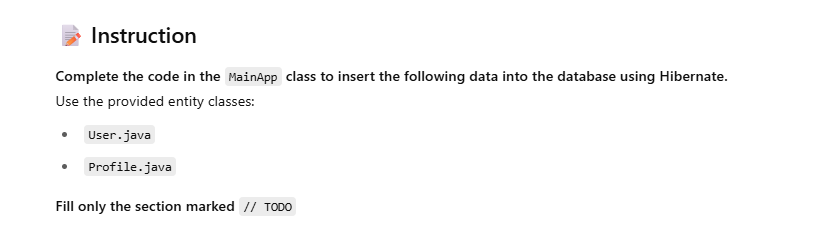 Instruction
Complete the code in the MainApp class to insert the following data into the database using Hibernate.
Use the provided entity classes:
User.java
Profile.java
Fill only the section marked // TODO